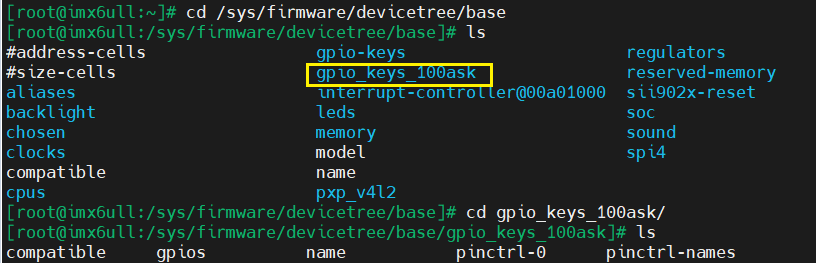 [root@imx6ull:~]# cd /sys/firmware/devicetree/base
[root@imx6ull:/sys/firmware/devicetree/base]# ls
#address-cells gpio-keys regulators
#size-cells gpio_keys_100ask reserved-memory
aliases interrupt-controller@00a01000 sii902x-reset
backlight leds soc
chosen memory sound
clocks model spi4
compatible name
cpus pxp_v4l2
[root@imx6ull:/sys/firmware/devicetree/base]# cd gpio_keys_100ask/
[root@imx6ull:/sys/firmware/devicetree/base/gpio_keys_100ask]# ls
compatible gpios name pinctrl-0 pinctrl-names